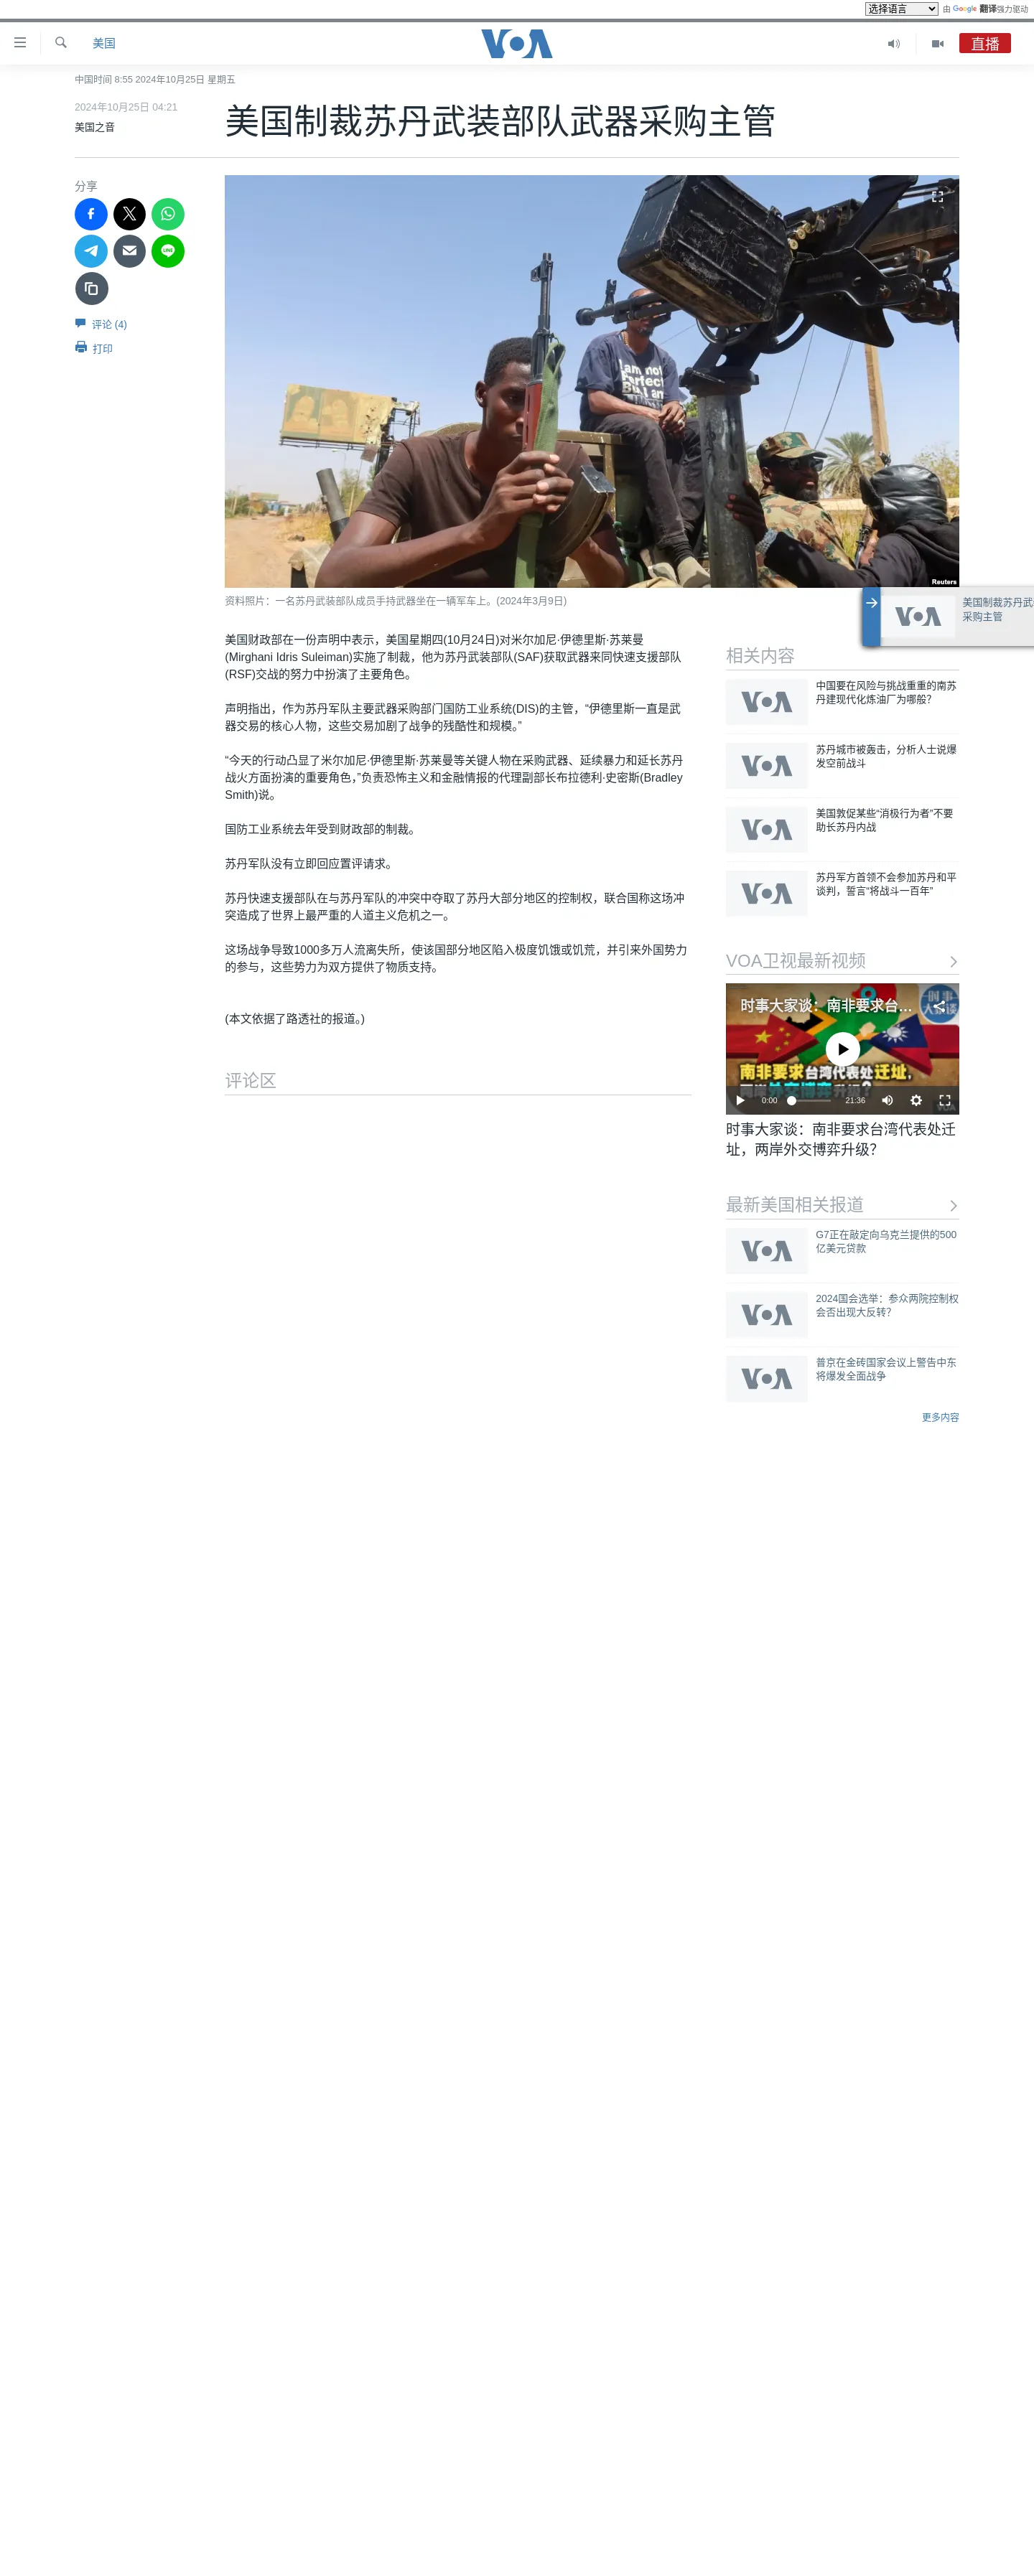 选择语言
由 Google 翻译强力驱动
美国
VOA
直播
中国时间 8:55 2024年10月25日 星期五
2024年10月25日 04:21
美国之音
美国制裁苏丹武装部队武器采购主管
分享
评论 (4)
打印
I am
not
Perfect
But I am
Reuters
资料照片：一名苏丹武装部队成员手持武器坐在一辆军车上。(2024年3月9日)
VOA
美国制裁苏丹武
采购主管
美国财政部在一份声明中表示，美国星期四(10月24日)对米尔加尼·伊德里斯·苏莱曼
(Mirghani Idris Suleiman)实施了制裁，他为苏丹武装部队(SAF)获取武器来同快速支援部队
(RSF)交战的努力中扮演了主要角色。
声明指出，作为苏丹军队主要武器采购部门国防工业系统(DIS)的主管，“伊德里斯一直是武
器交易的核心人物，这些交易加剧了战争的残酷性和规模。”
“今天的行动凸显了米尔加尼·伊德里斯·苏莱曼等关键人物在采购武器、延续暴力和延长苏丹
战火方面扮演的重要角色，”负责恐怖主义和金融情报的代理副部长布拉德利·史密斯(Bradley
Smith)说。
国防工业系统去年受到财政部的制裁。
苏丹军队没有立即回应置评请求。
苏丹快速支援部队在与苏丹军队的冲突中夺取了苏丹大部分地区的控制权，联合国称这场冲
突造成了世界上最严重的人道主义危机之一。
这场战争导致1000多万人流离失所，使该国部分地区陷入极度饥饿或饥荒，并引来外国势力
的参与，这些势力为双方提供了物质支持。
(本文依据了路透社的报道。)
评论区
相关内容
VOA
中国要在风险与挑战重重的南苏
丹建现代化炼油厂为哪般？
VOA
苏丹城市被轰击，分析人士说爆
发空前战斗
VOA
美国敦促某些“消极行为者”不要
助长苏丹内战
VOA
苏丹军方首领不会参加苏丹和平
谈判，誓言“将战斗一百年”
VOA卫视最新视频
时事大家谈：南非要求台...
南非要求台湾代表处迁址，
两岸外交博弈升级？
0:00
21:36
VOA
时事大家谈：南非要求台湾代表处迁
址，两岸外交博弈升级？
最新美国相关报道
VOA
G7正在敲定向乌克兰提供的500
亿美元贷款
VOA
2024国会选举：参众两院控制权
会否出现大反转？
VOA
普京在金砖国家会议上警告中东
将爆发全面战争
更多内容